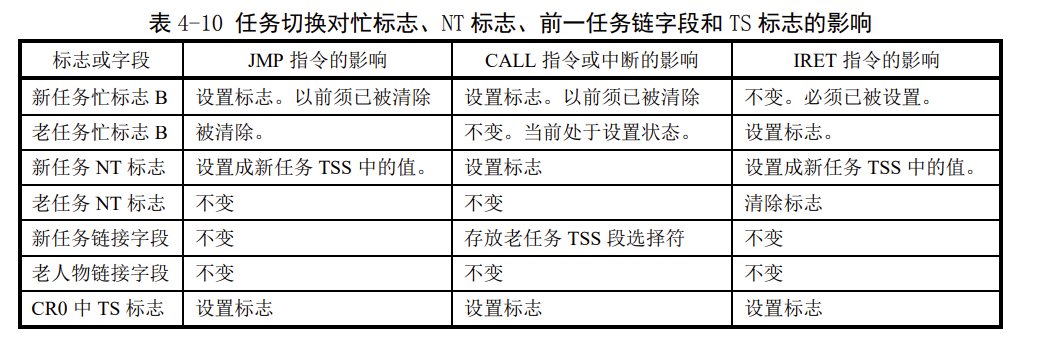 表 4-10 任务切换对忙标志、NT 标志、前一任务链字段和 TS 标志的影响
标志或字段 JMP 指令的影响 CALL 指令或中断的影响 IRET 指令的影响
新任务忙标志 B 设置标志。以前须已被清除 设置标志。以前须已被清除 不变。必须已被设置。
老任务忙标志 B 被清除。 不变。当前处于设置状态。 设置标志。
新任务 NT 标志 设置成新任务 TSS 中的值。 设置标志 设置成新任务 TSS 中的值。
老任务 NT 标志 不变 不变 清除标志
新任务链接字段 不变 存放老任务 TSS 段选择符 不变
老人物链接字段 不变 不变 不变
CR0 中 TS 标志 设置标志 设置标志 设置标志